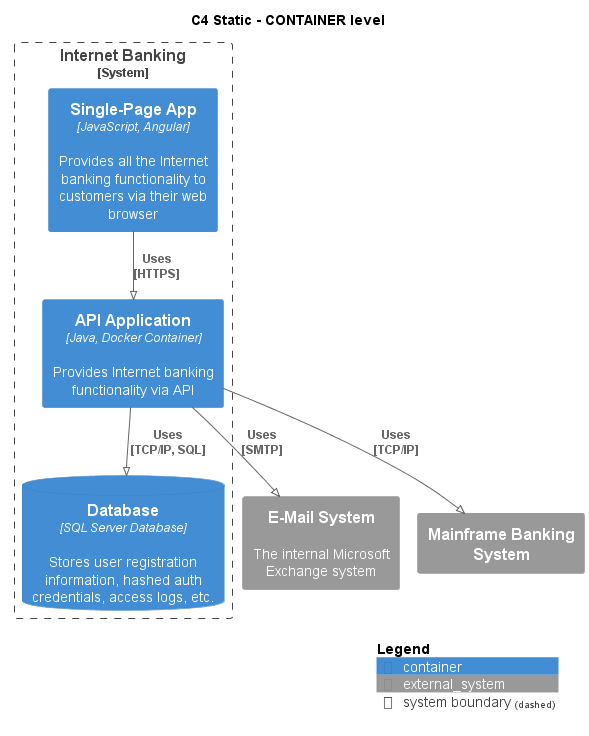 C4 Static - CONTAINER level
Internet Banking
[System]
Single-Page App
[JavaScript, Angular]
Provides all the Internet
banking functionality to
customers via their web
browser
Uses
[HTTPS]
API Application
[Java, Docker Container]
Provides Internet banking
functionality via API
Uses
[TCP/IP, SQL]
Uses
[SMTP]
Uses
[TCP/IP]
Database
[SQL Server Database]
Stores user registration
information, hashed auth
credentials, access logs, etc.
E-Mail System
The internal Microsoft
Exchange system
Mainframe Banking
System
Legend
container
external_system
system boundary (dashed)